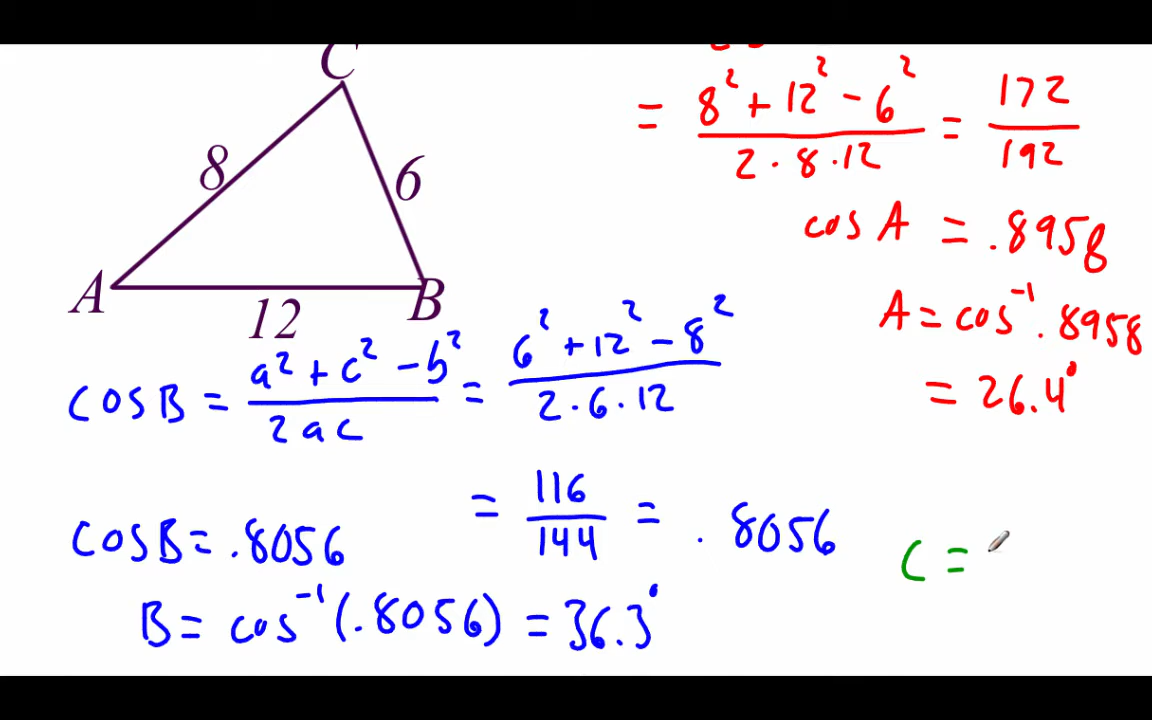 C
8
6
A
12
B
= 8² + 12² - 6² / 2 · 8 · 12 = 172 / 192
cos A = .8958
A = cos⁻¹ .8958
= 26.4°
cos B = a² + c² - b² / 2ac = 6² + 12² - 8² / 2 · 6 · 12
= 116 / 144 = .8056
cos B = .8056
B = cos⁻¹ (.8056) = 36.3°
C =